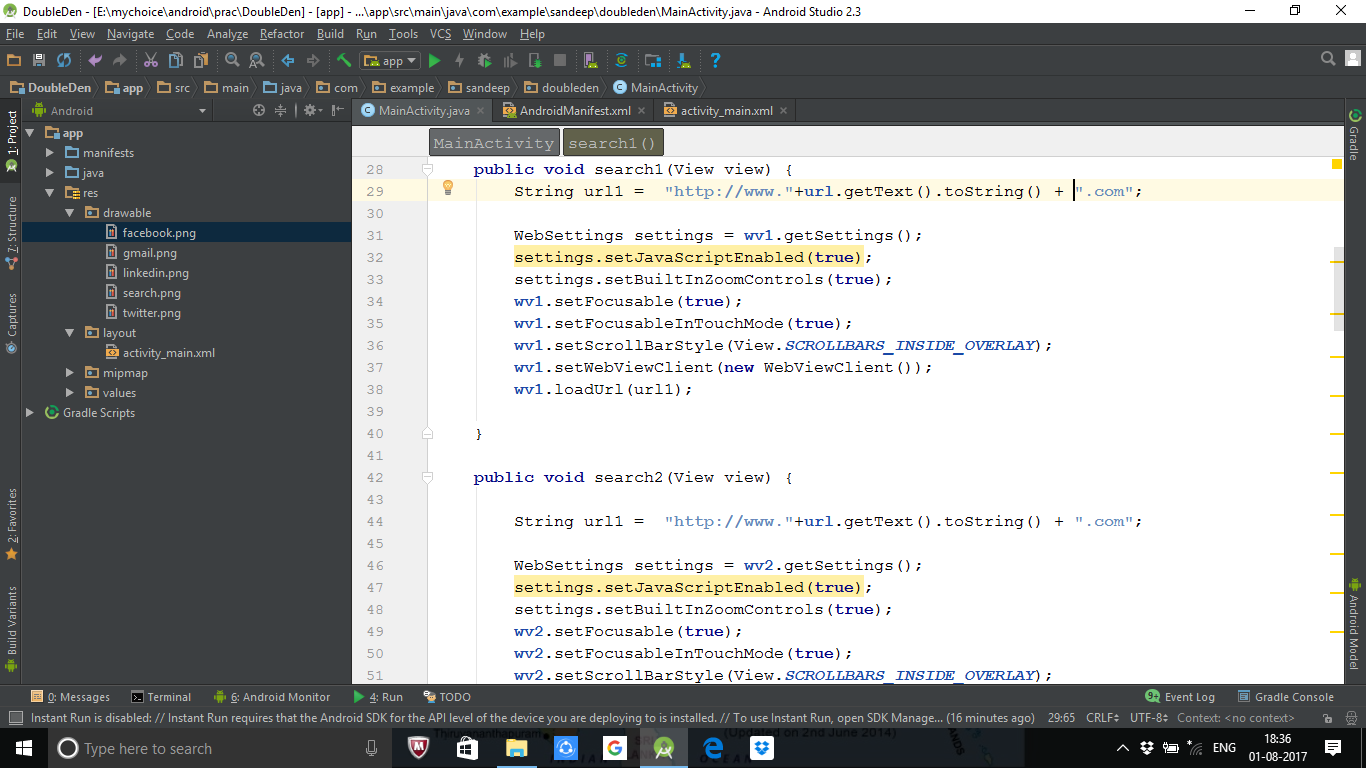 DoubleDen - [E:\mychoice\android\prac\DoubleDen] - [app] - ...\app\src\main\java\com\example\sandeep\doubleden\MainActivity.java - Android Studio 2.3
File Edit View Navigate Code Analyze Refactor Build Run Tools VCS Window Help
app
DoubleDen app src main java com example sandeep doubleden MainActivity
1: Project
7: Structure
Captures
2: Favorites
Build Variants
Android
app
manifests
java
res
drawable
facebook.png
gmail.png
linkedin.png
search.png
twitter.png
layout
activity_main.xml
mipmap
values
Gradle Scripts
MainActivity.java AndroidManifest.xml activity_main.xml
MainActivity search1()
28 public void search1(View view) {
29 String url1 =  "http://www."+url.getText().toString() + ".com";
30
31 WebSettings settings = wv1.getSettings();
32 settings.setJavaScriptEnabled(true);
33 settings.setBuiltInZoomControls(true);
34 wv1.setFocusable(true);
35 wv1.setFocusableInTouchMode(true);
36 wv1.setScrollBarStyle(View.SCROLLBARS_INSIDE_OVERLAY);
37 wv1.setWebViewClient(new WebViewClient());
38 wv1.loadUrl(url1);
39
40 }
41
42 public void search2(View view) {
43
44 String url1 =  "http://www."+url.getText().toString() + ".com";
45
46 WebSettings settings = wv2.getSettings();
47 settings.setJavaScriptEnabled(true);
48 settings.setBuiltInZoomControls(true);
49 wv2.setFocusable(true);
50 wv2.setFocusableInTouchMode(true);
51 wv2.setScrollBarStyle(View.SCROLLBARS_INSIDE_OVERLAY);
Gradle
Android Model
0: Messages Terminal 6: Android Monitor 4: Run TODO 9+ Event Log Gradle Console
Instant Run is disabled: // Instant Run requires that the Android SDK for the API level of the device you are deploying to is installed. // To use Instant Run, open SDK Manage... (16 minutes ago) 29:65 CRLF UTF-8 Context: <no context>
Type here to search
Thiruvananthapuram
(Updated on 2nd June 2014)
ENG
18:36
01-08-2017